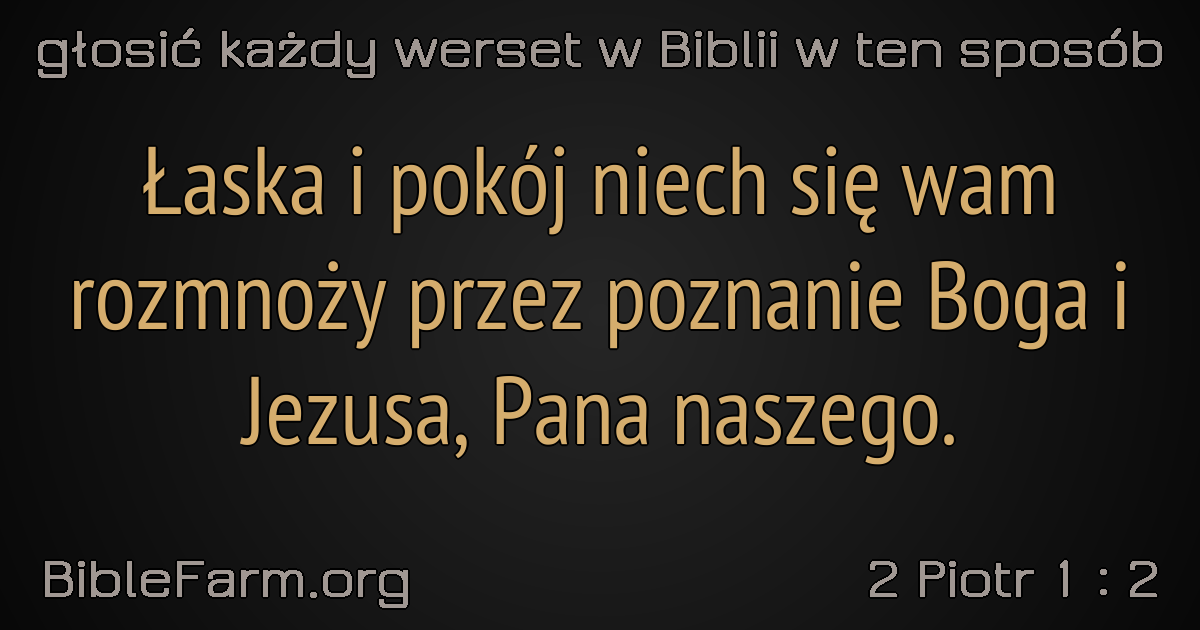 głosić każdy werset w Biblii w ten sposób
Łaska i pokój niech się wam
rozmnoży przez poznanie Boga i
Jezusa, Pana naszego.
BibleFarm.org
2 Piotr 1 : 2